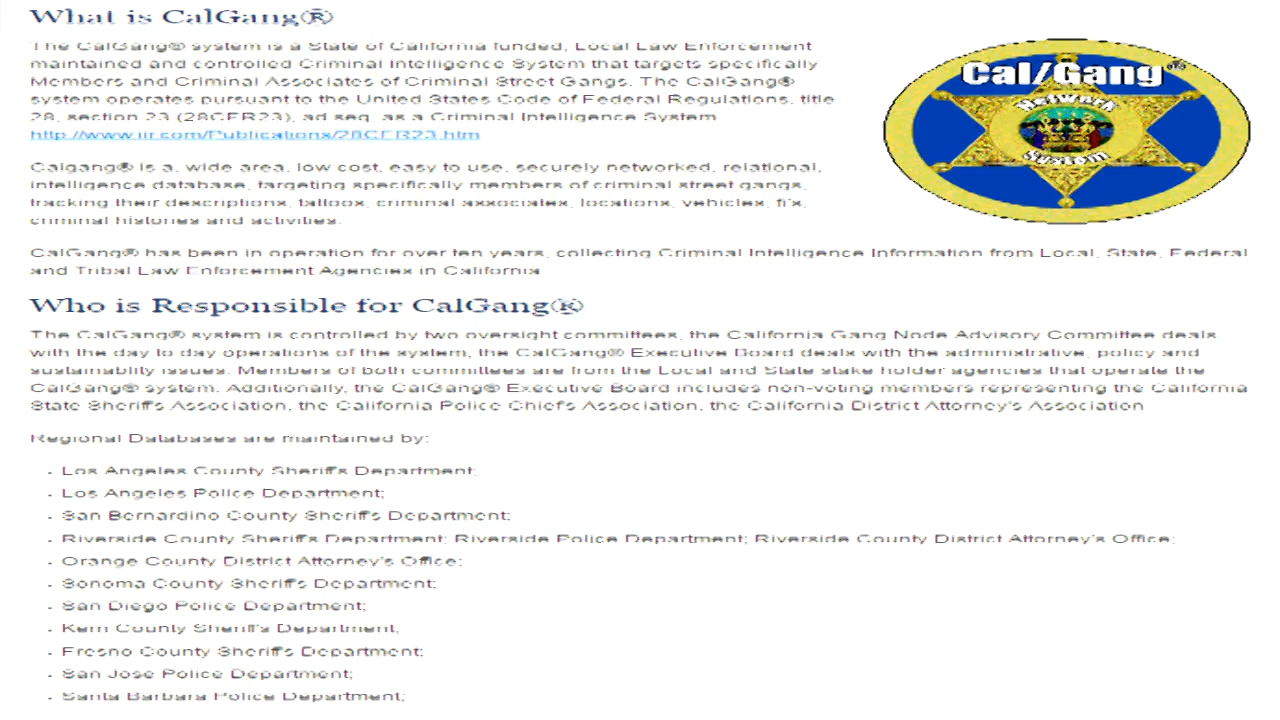 What is CalGang®
The CalGang® system is a State of California funded, Local Law Enforcement
maintained and controlled Criminal Intelligence System that targets specifically
Members and Criminal Associates of Criminal Street Gangs. The CalGang®
system operates pursuant to the United States Code of Federal Regulations, title
28, section 23 (28CFR23), ad seq, as a Criminal Intelligence System
http://www.iir.com/Publications/28CFR23.htm
Cal/Gang®
Network
System
Calgang® is a, wide area, low cost, easy to use, securely networked, relational,
intelligence database, targeting specifically members of criminal street gangs,
tracking their descriptions, tattoos, criminal associates, locations, vehicles, fi's,
criminal histories and activities.
CalGang® has been in operation for over ten years, collecting Criminal Intelligence Information from Local, State, Federal
and Tribal Law Enforcement Agencies in California
Who is Responsible for CalGang®
The CalGang® system is controlled by two oversight committees, the California Gang Node Advisory Committee deals
with the day to day operations of the system, the CalGang® Executive Board deals with the administrative, policy and
sustainablity issues. Members of both committees are from the Local and State stake holder agencies that operate the
CalGang® system. Additionally, the CalGang® Executive Board includes non-voting members representing the California
State Sheriff's Association, the California Police Chief's Association, the California District Attorney's Association
Regional Databases are maintained by:
- Los Angeles County Sheriff's Department;
- Los Angeles Police Department;
- San Bernardino County Sheriff's Department;
- Riverside County Sheriff's Department; Riverside Police Department; Riverside County District Attorney's Office;
- Orange County District Attorney's Office;
- Sonoma County Sheriff's Department;
- San Diego Police Department;
- Kern County Sheriff's Department;
- Fresno County Sheriff's Department;
- San Jose Police Department;
- Santa Barbara Police Department;